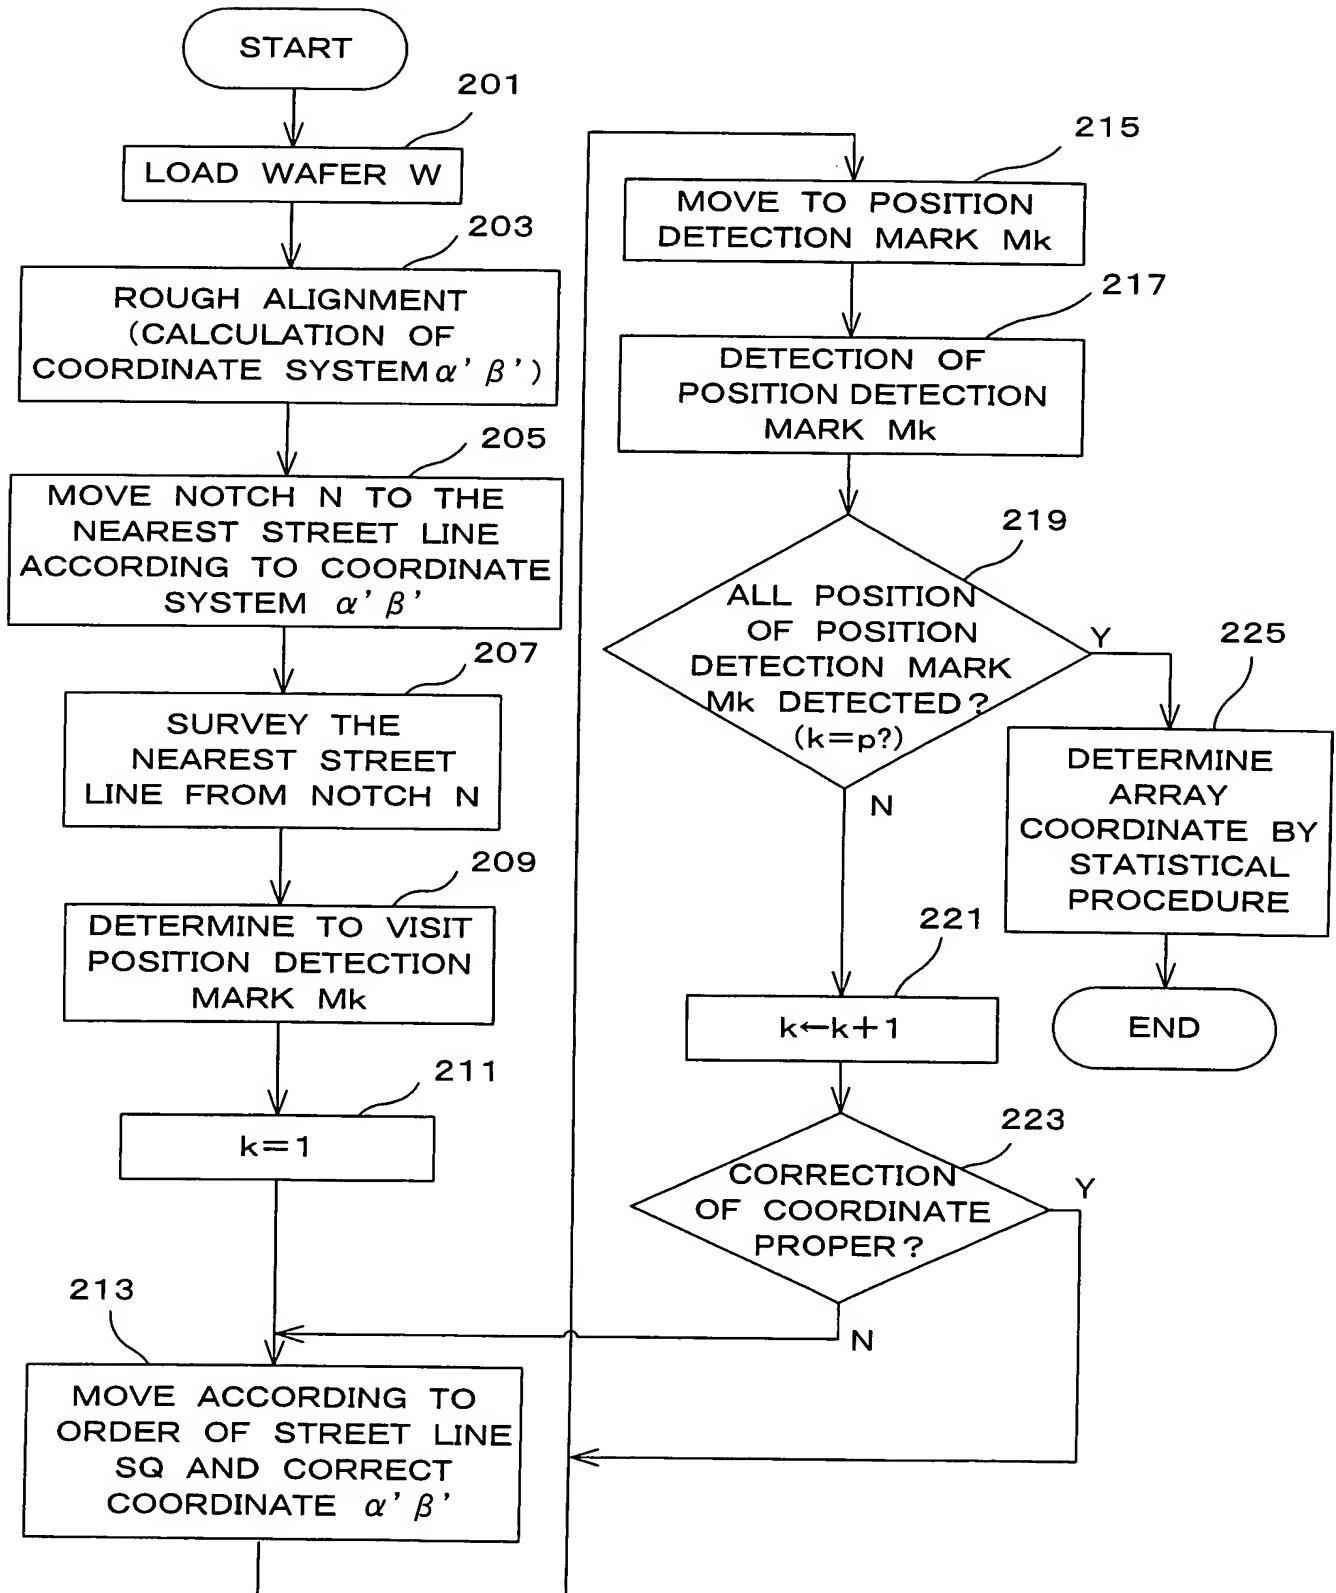 START
201
LOAD WAFER W
203
ROUGH ALIGNMENT
(CALCULATION OF
COORDINATE SYSTEM α' β')
205
MOVE NOTCH N TO THE
NEAREST STREET LINE
ACCORDING TO COORDINATE
SYSTEM α' β'
207
SURVEY THE
NEAREST STREET
LINE FROM NOTCH N
209
DETERMINE TO VISIT
POSITION DETECTION
MARK Mk
211
k=1
213
MOVE ACCORDING TO
ORDER OF STREET LINE
SQ AND CORRECT
COORDINATE α' β'
215
MOVE TO POSITION
DETECTION MARK Mk
217
DETECTION OF
POSITION DETECTION
MARK Mk
219
ALL POSITION
OF POSITION
DETECTION MARK
Mk DETECTED?
(k=p?)
Y
N
221
k←k+1
223
CORRECTION
OF COORDINATE
PROPER?
Y
N
225
DETERMINE
ARRAY
COORDINATE BY
STATISTICAL
PROCEDURE
END